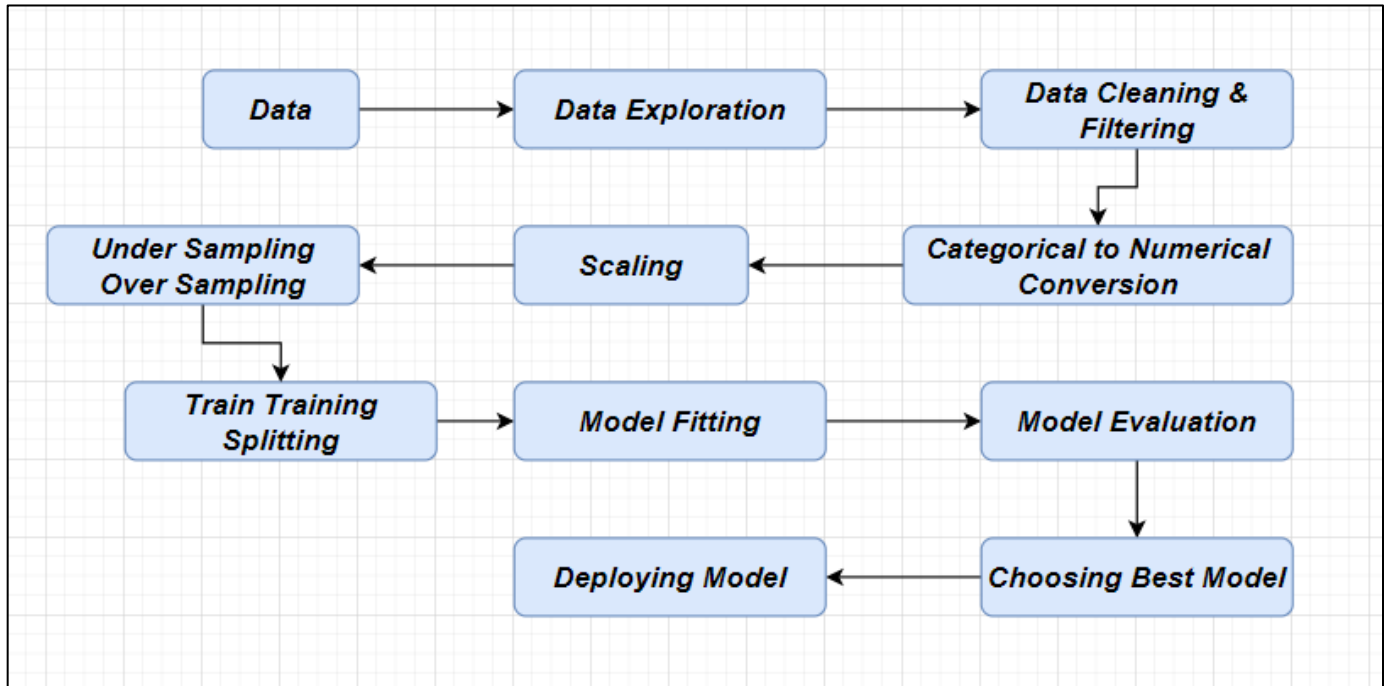 Data
Data Exploration
Data Cleaning &
Filtering
Categorical to Numerical
Conversion
Scaling
Under Sampling
Over Sampling
Train Training
Splitting
Model Fitting
Model Evaluation
Choosing Best Model
Deploying Model